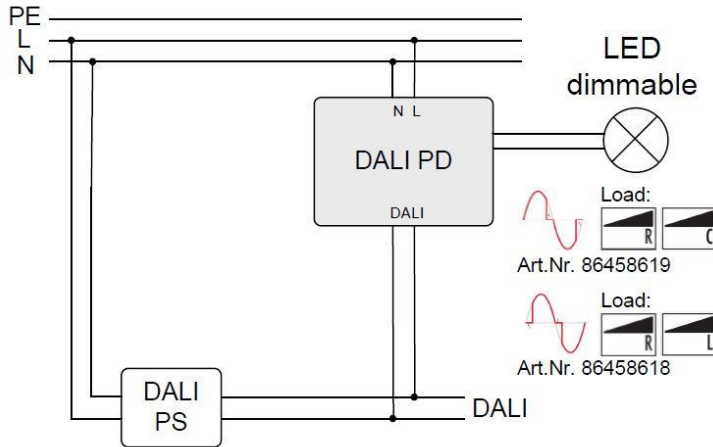 PE
L
N
LED
dimmable
N L
DALI PD
DALI
Load:
R
C
Art.Nr. 86458619
Load:
R
L
Art.Nr. 86458618
DALI
PS
DALI